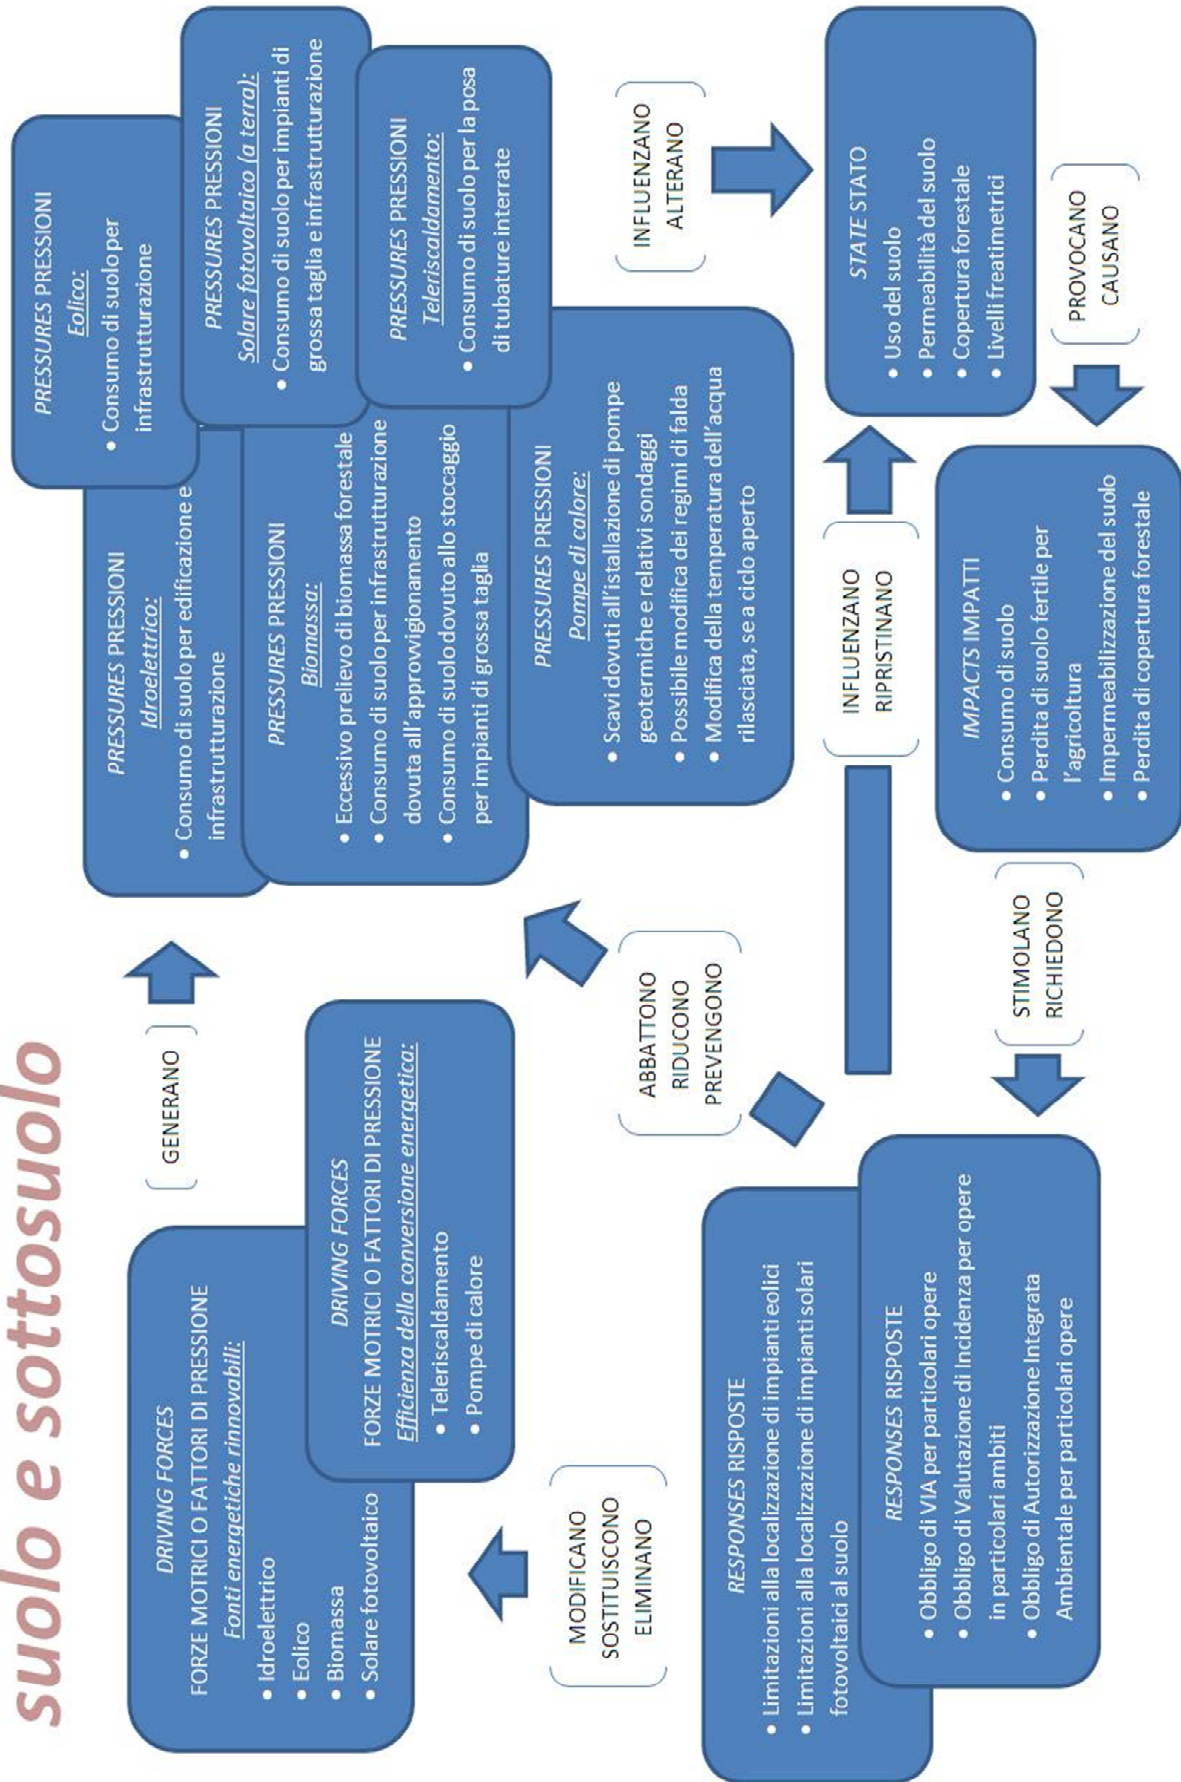 suolo e sottosuolo
DRIVING FORCES
FORZE MOTRICI O FATTORI DI PRESSIONE
Fonti energetiche rinnovabili:
• Idroelettrico
• Eolico
• Biomassa
• Solare fotovoltaico
DRIVING FORCES
FORZE MOTRICI O FATTORI DI PRESSIONE
Efficienza della conversione energetica:
• Teleriscaldamento
• Pompe di calore
GENERANO
PRESSURES PRESSIONI
Idroelettrico:
• Consumo di suolo per edificazione e
infrastrutturazione
PRESSURES PRESSIONI
Eolico:
• Consumo di suolo per
infrastrutturazione
PRESSURES PRESSIONI
Biomassa:
• Eccessivo prelievo di biomassa forestale
• Consumo di suolo per infrastrutturazione
dovuta all'approvvigionamento
• Consumo di suolo dovuto allo stoccaggio
per impianti di grossa taglia
PRESSURES PRESSIONI
Solare fotovoltaico (a terra):
• Consumo di suolo per impianti di
grossa taglia e infrastrutturazione
PRESSURES PRESSIONI
Teleriscaldamento:
• Consumo di suolo per la posa
di tubature interrate
PRESSURES PRESSIONI
Pompe di calore:
• Scavi dovuti all'istallazione di pompe
geotermiche e relativi sondaggi
• Possibile modifica dei regimi di falda
• Modifica della temperatura dell'acqua
rilasciata, se a ciclo aperto
MODIFICANO
SOSTITUISCONO
ELIMINANO
ABBATTONO
RIDUCONO
PREVENGONO
INFLUENZANO
ALTERANO
RESPONSES RISPOSTE
• Limitazioni alla localizzazione di impianti eolici
• Limitazioni alla localizzazione di impianti solari
fotovoltaici al suolo
RESPONSES RISPOSTE
• Obbligo di VIA per particolari opere
• Obbligo di Valutazione di Incidenza per opere
in particolari ambiti
• Obbligo di Autorizzazione Integrata
Ambientale per particolari opere
INFLUENZANO
RIPRISTINANO
STATE STATO
• Uso del suolo
• Permeabilità del suolo
• Copertura forestale
• Livelli freatimetrici
STIMOLANO
RICHIEDONO
IMPACTS IMPATTI
• Consumo di suolo
• Perdita di suolo fertile per
l'agricoltura
• Impermeabilizzazione del suolo
• Perdita di copertura forestale
PROVOCANO
CAUSANO